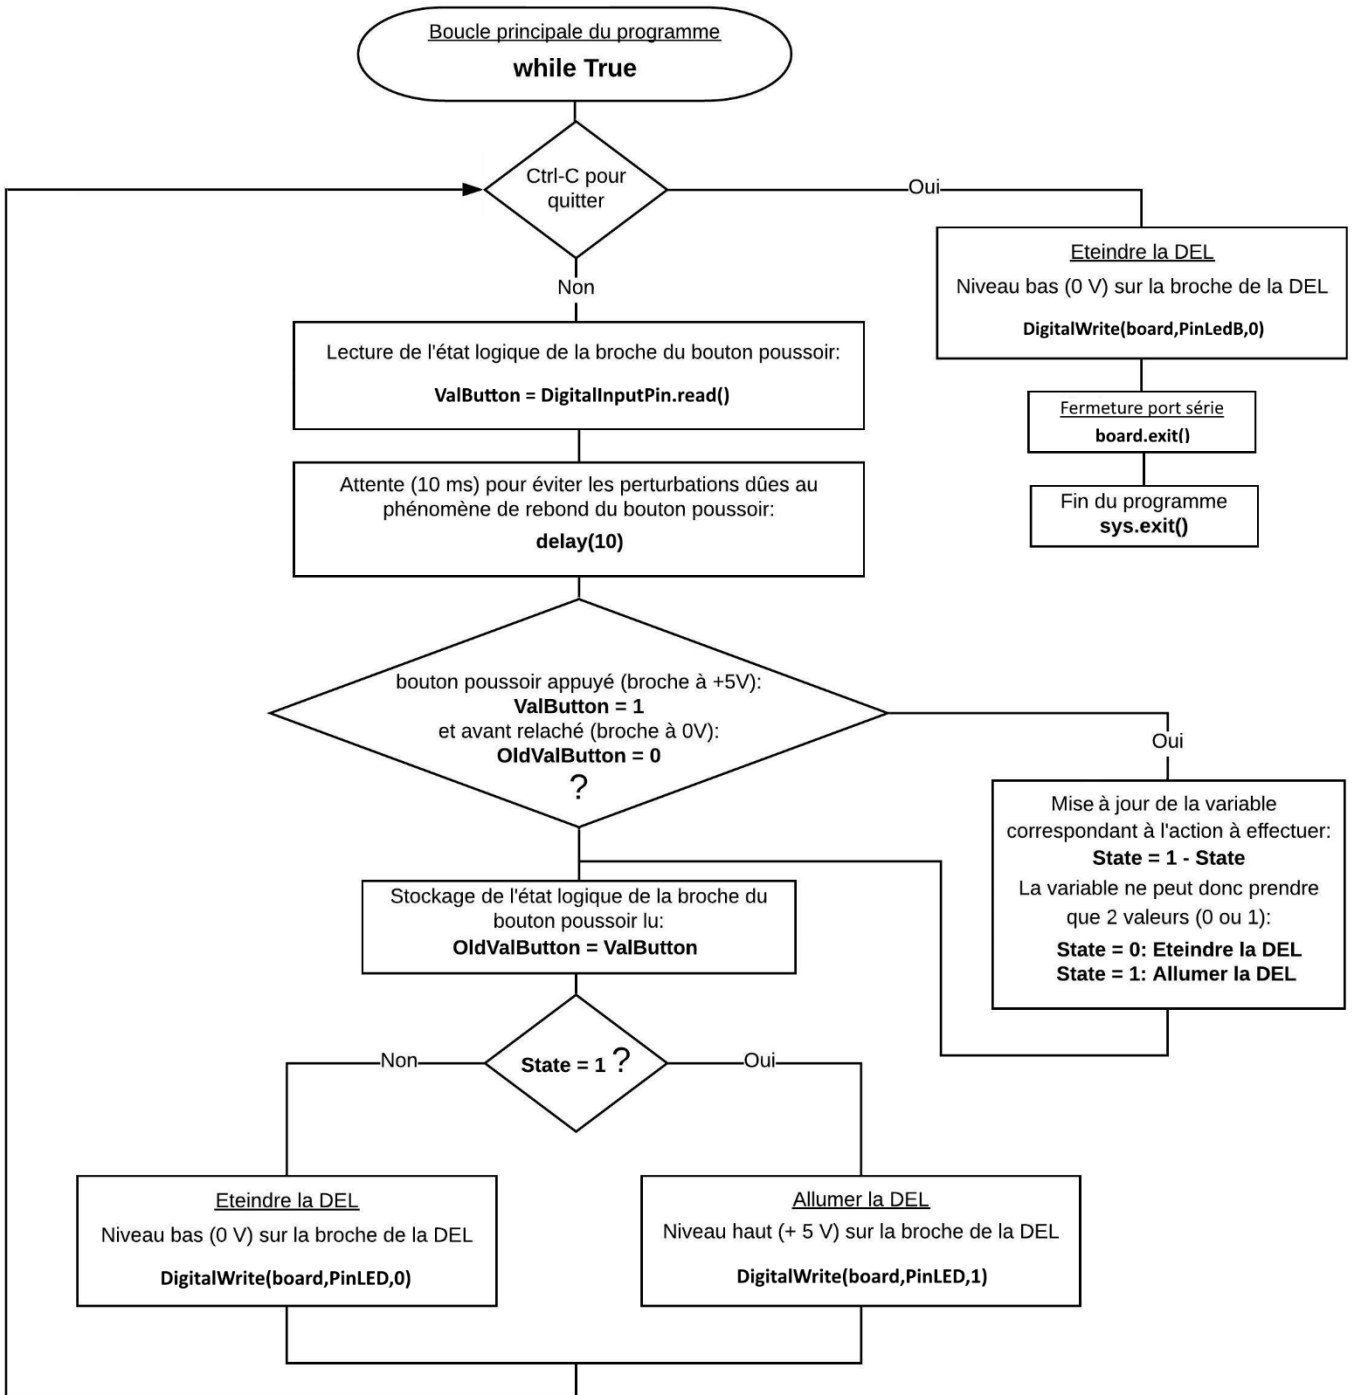 Boucle principale du programme
while True
Ctrl-C pour
quitter
Oui
Non
Eteindre la DEL
Niveau bas (0 V) sur la broche de la DEL
DigitalWrite(board,PinLedB,0)
Fermeture port série
board.exit()
Fin du programme
sys.exit()
Lecture de l'état logique de la broche du bouton poussoir:
ValButton = DigitalInputPin.read()
Attente (10 ms) pour éviter les perturbations dûes au
phénomène de rebond du bouton poussoir:
delay(10)
bouton poussoir appuyé (broche à +5V):
ValButton = 1
et avant relaché (broche à 0V):
OldValButton = 0
?
Oui
Mise à jour de la variable
correspondant à l'action à effectuer:
State = 1 - State
La variable ne peut donc prendre
que 2 valeurs (0 ou 1):
State = 0: Eteindre la DEL
State = 1: Allumer la DEL
Stockage de l'état logique de la broche du
bouton poussoir lu:
OldValButton = ValButton
State = 1 ?
Non
Oui
Eteindre la DEL
Niveau bas (0 V) sur la broche de la DEL
DigitalWrite(board,PinLED,0)
Allumer la DEL
Niveau haut (+ 5 V) sur la broche de la DEL
DigitalWrite(board,PinLED,1)